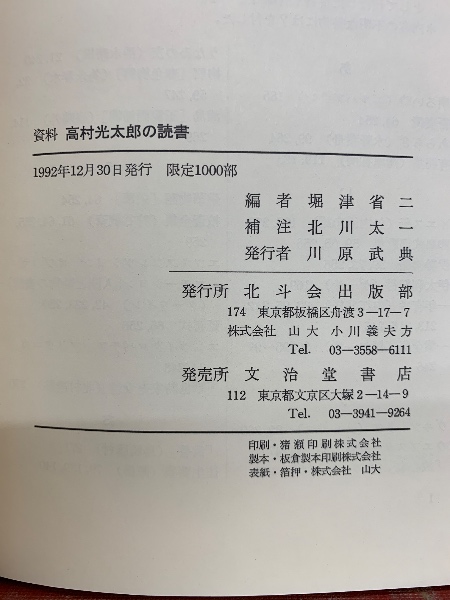 資料 高村光太郎の読書
1992年12月30日発行 限定1000部
編者 堀津省二
補注 北川太一
発行者 川原武典
発行所 北斗会出版部
174 東京都板橋区舟渡3−17−7
株式会社 山大 小川義夫方
Tel. 03−3558−6111
発売所 文治堂書店
112 東京都文京区大塚2−14−9
Tel. 03−3941−9264
印刷・猪瀬印刷株式会社
製本・板倉製本印刷株式会社
表紙・箔押・株式会社 山大